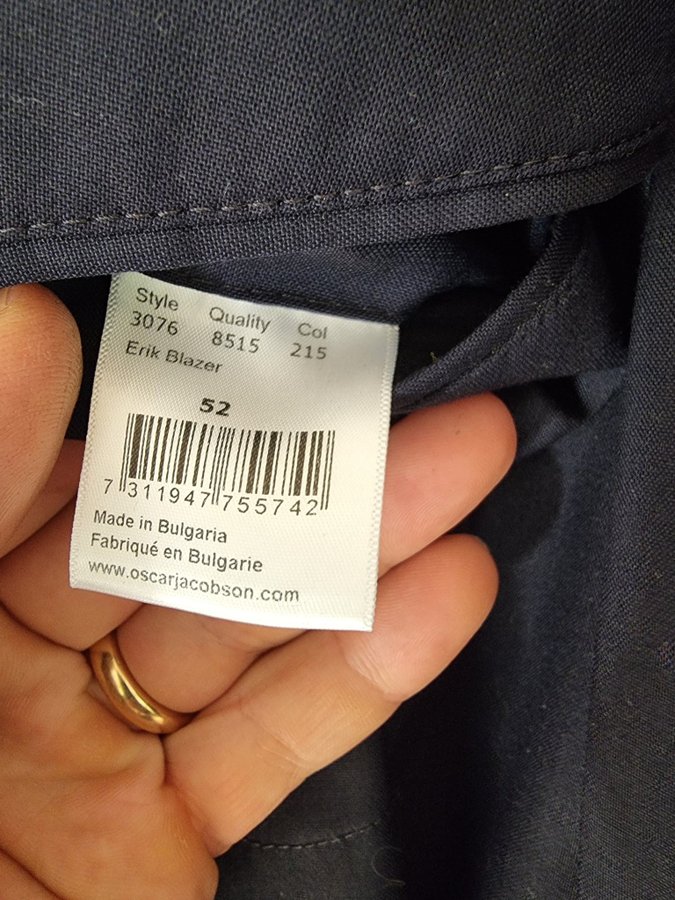 Style Quality Col
3076 8515 215
Erik Blazer
52
7 311947 755742
Made in Bulgaria
Fabriqué en Bulgarie
www.oscarjacobson.com